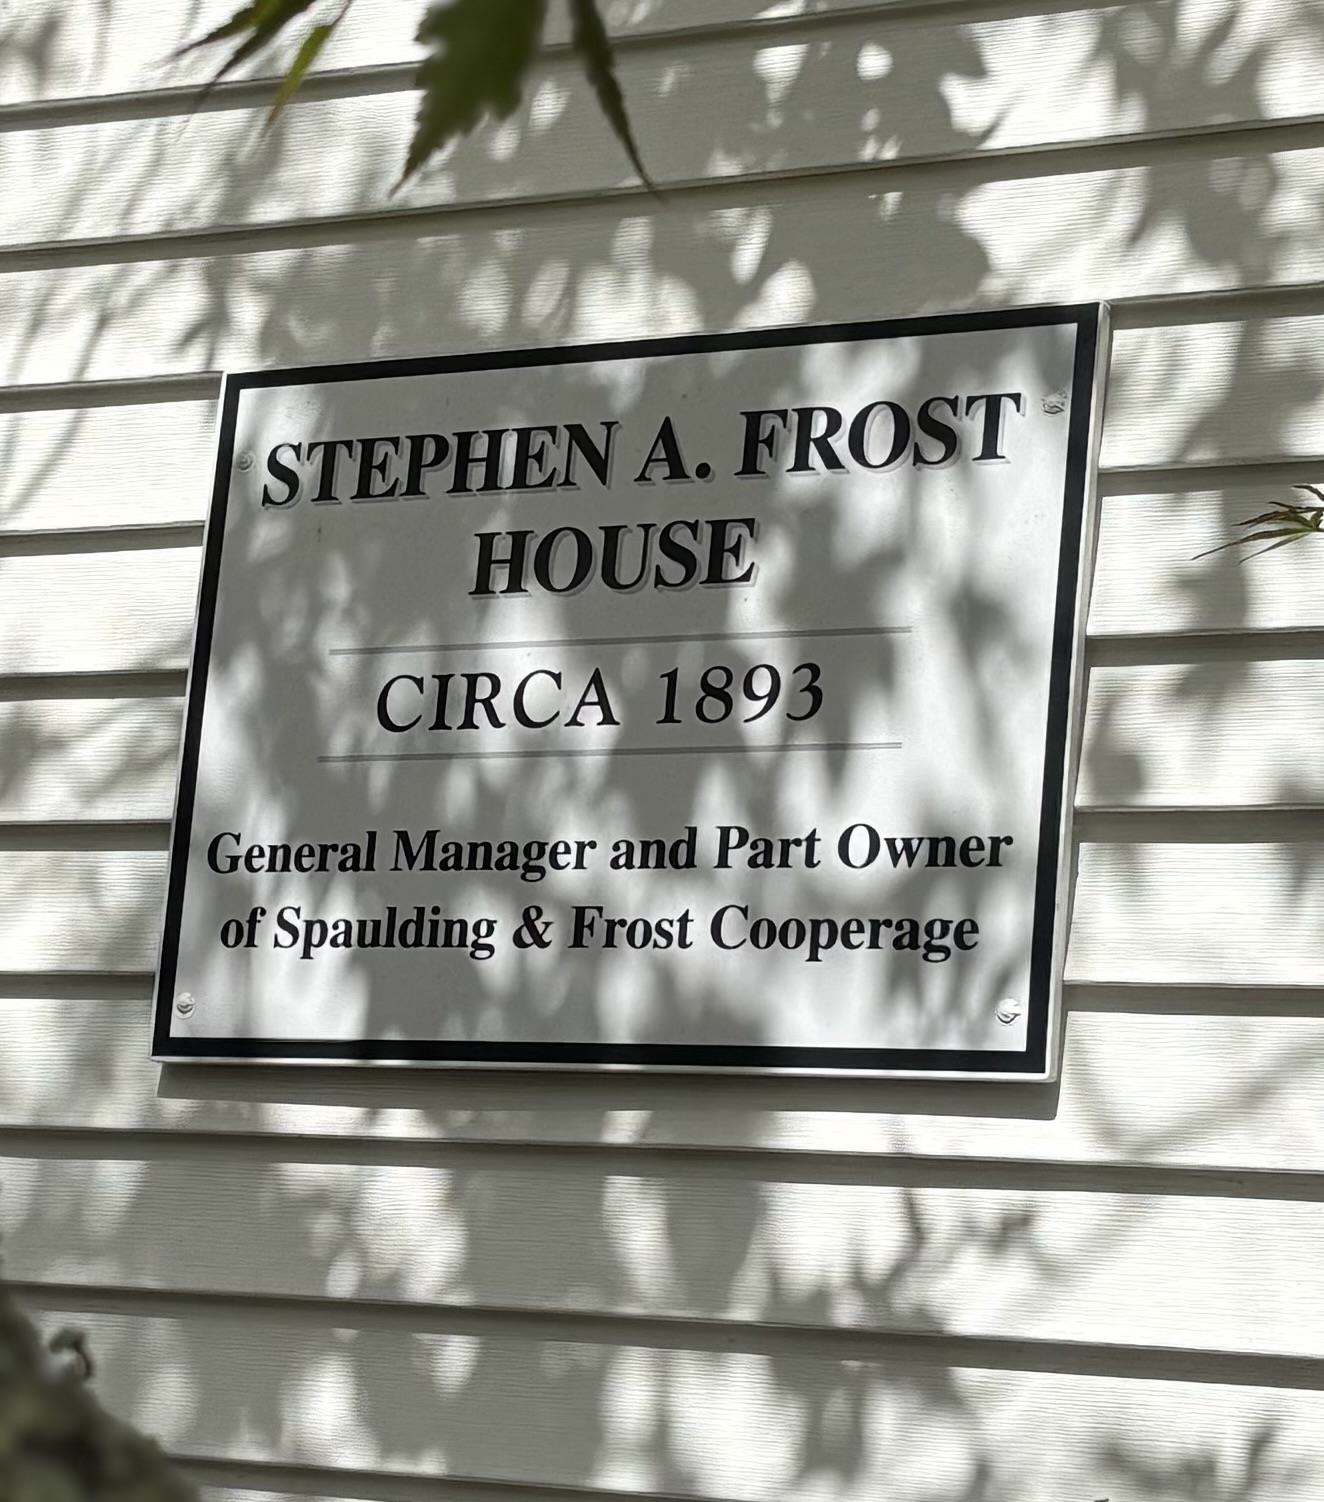 STEPHEN A. FROST
HOUSE
CIRCA 1893
General Manager and Part Owner
of Spaulding & Frost Cooperage